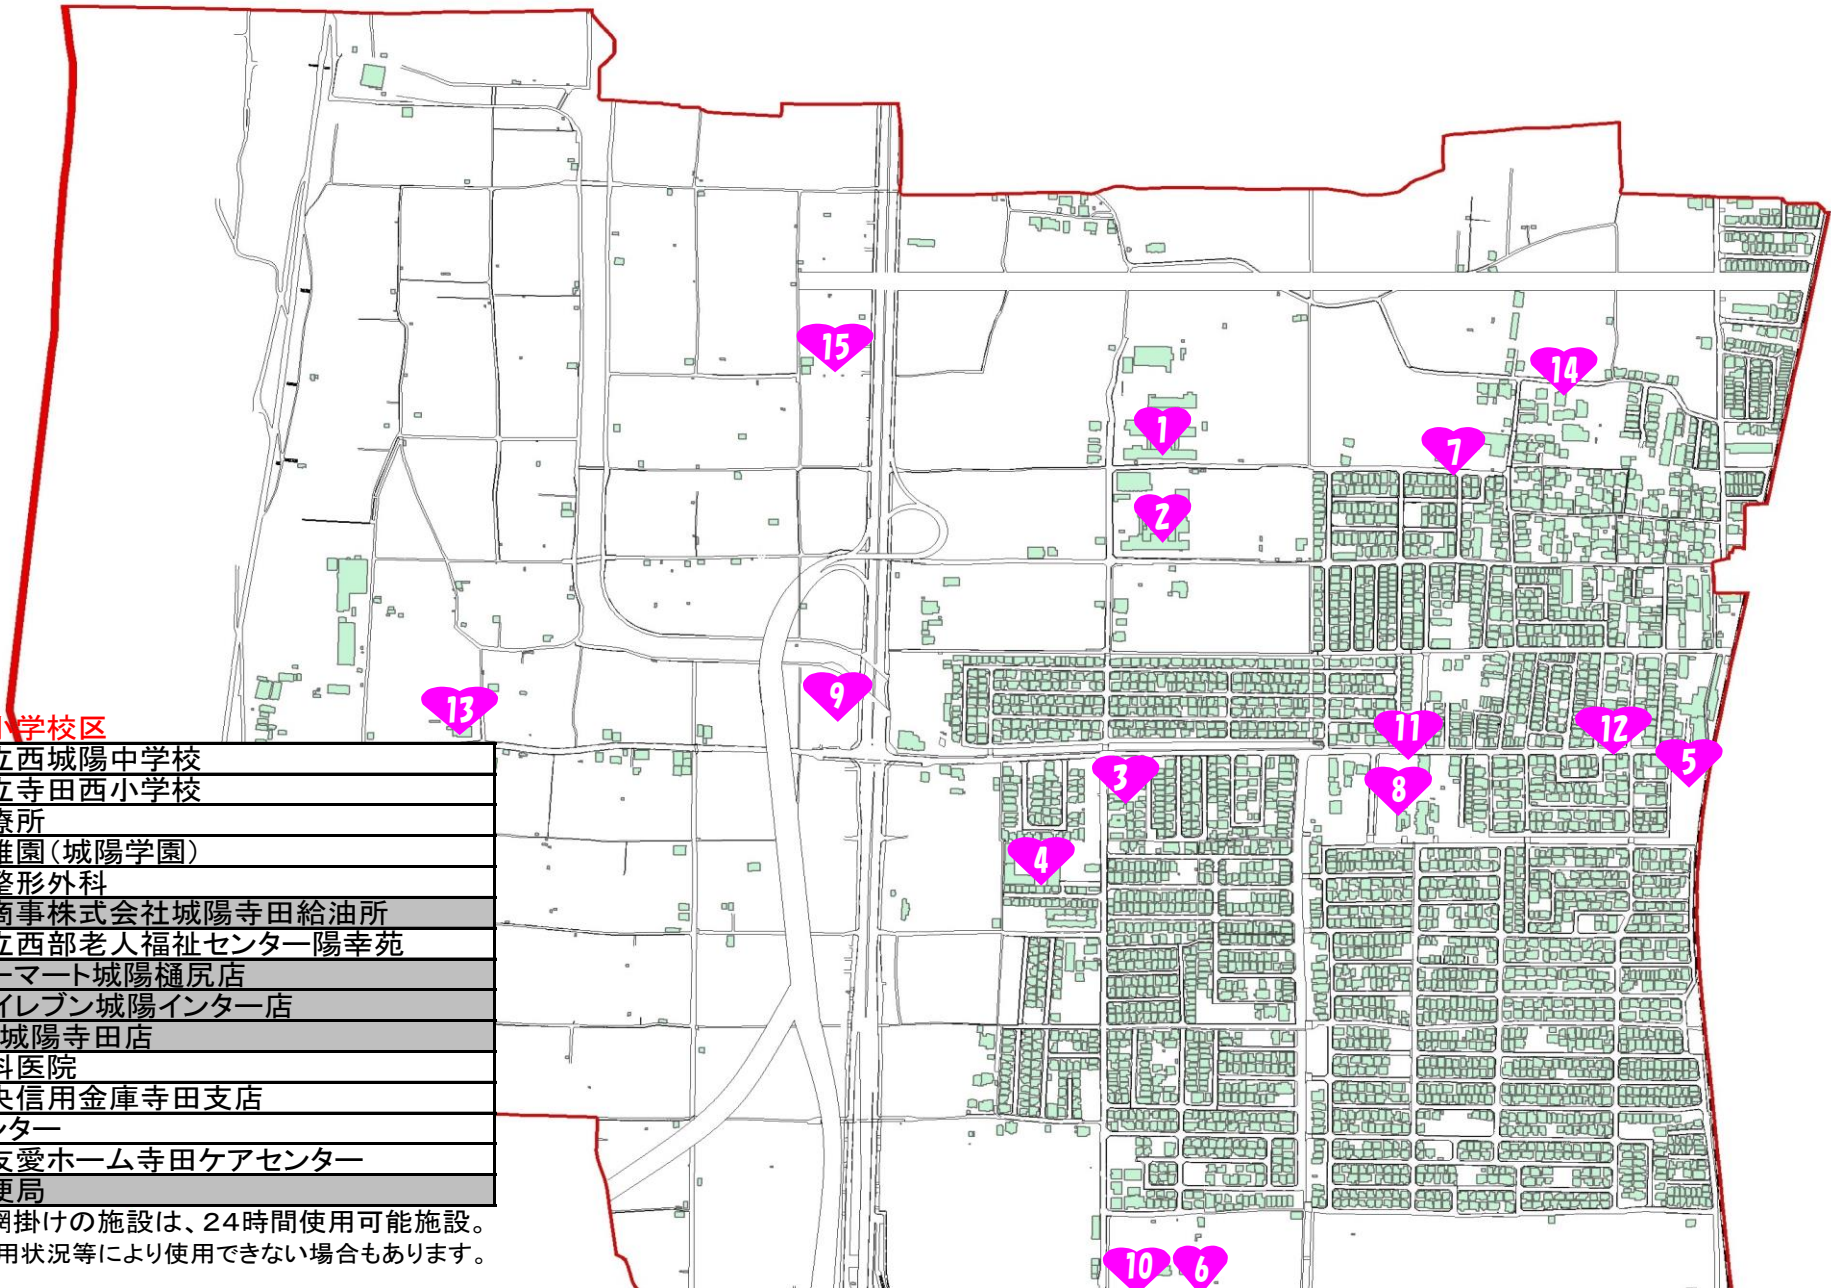 15
14
1
7
2
9
13
11
12
5
3
8
4
10
6
小学校区
立西城陽中学校
立寺田西小学校
療所
稚園(城陽学園)
整形外科
商事株式会社城陽寺田給油所
立西部老人福祉センター陽幸苑
ーマート城陽樋尻店
イレブン城陽インター店
城陽寺田店
科医院
央信用金庫寺田支店
ンター
友愛ホーム寺田ケアセンター
便局
網掛けの施設は、24時間使用可能施設。
用状況等により使用できない場合もあります。